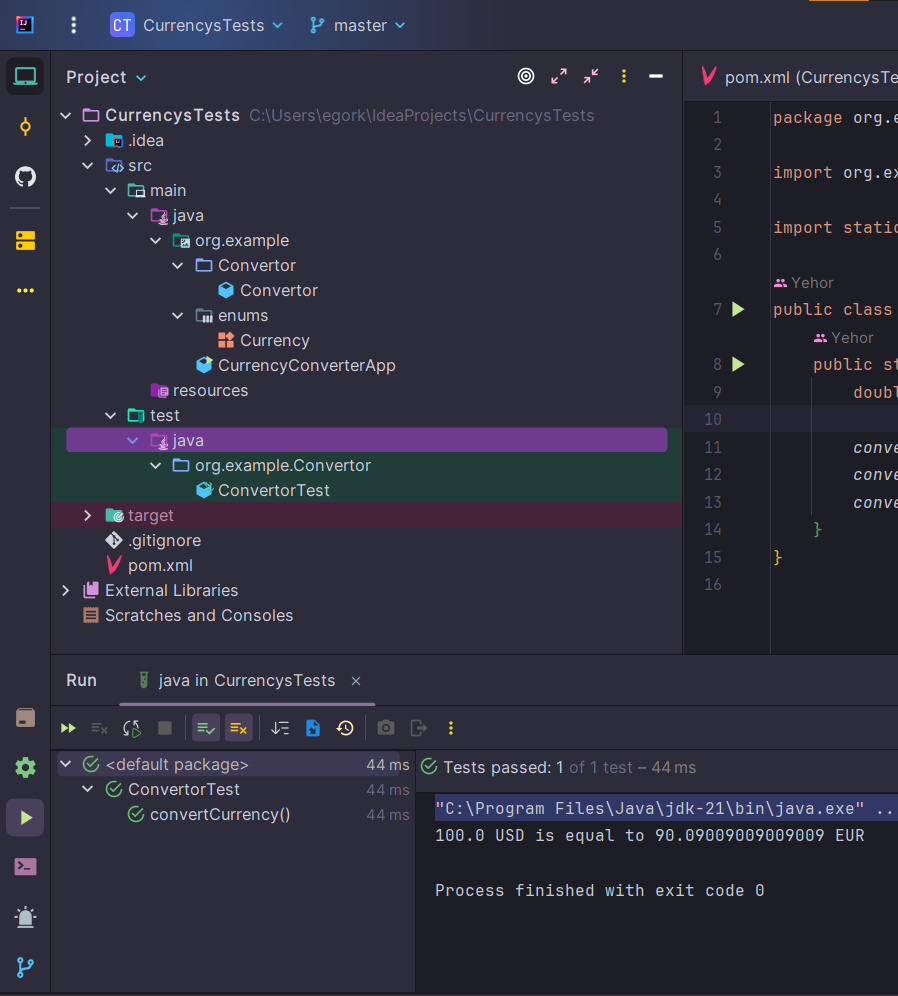 CT CurrencysTests master
Project
pom.xml (CurrencysTe
CurrencysTests C:\Users\egork\IdeaProjects\CurrencysTests
.idea
src
main
java
org.example
Convertor
Convertor
enums
Currency
CurrencyConverterApp
resources
test
java
org.example.Convertor
ConvertorTest
target
.gitignore
pom.xml
External Libraries
Scratches and Consoles
1 package org.e
2
3 import org.ex
4
5 import static
6
Yehor
7 public class
Yehor
8 public st
9 doubl
10
11 conve
12 conve
13 conve
14 }
15 }
16
Run java in CurrencysTests
<default package> 44 ms
ConvertorTest 44 ms
convertCurrency() 44 ms
Tests passed: 1 of 1 test – 44 ms
"C:\Program Files\Java\jdk-21\bin\java.exe" ...
100.0 USD is equal to 90.09009009009009 EUR
Process finished with exit code 0